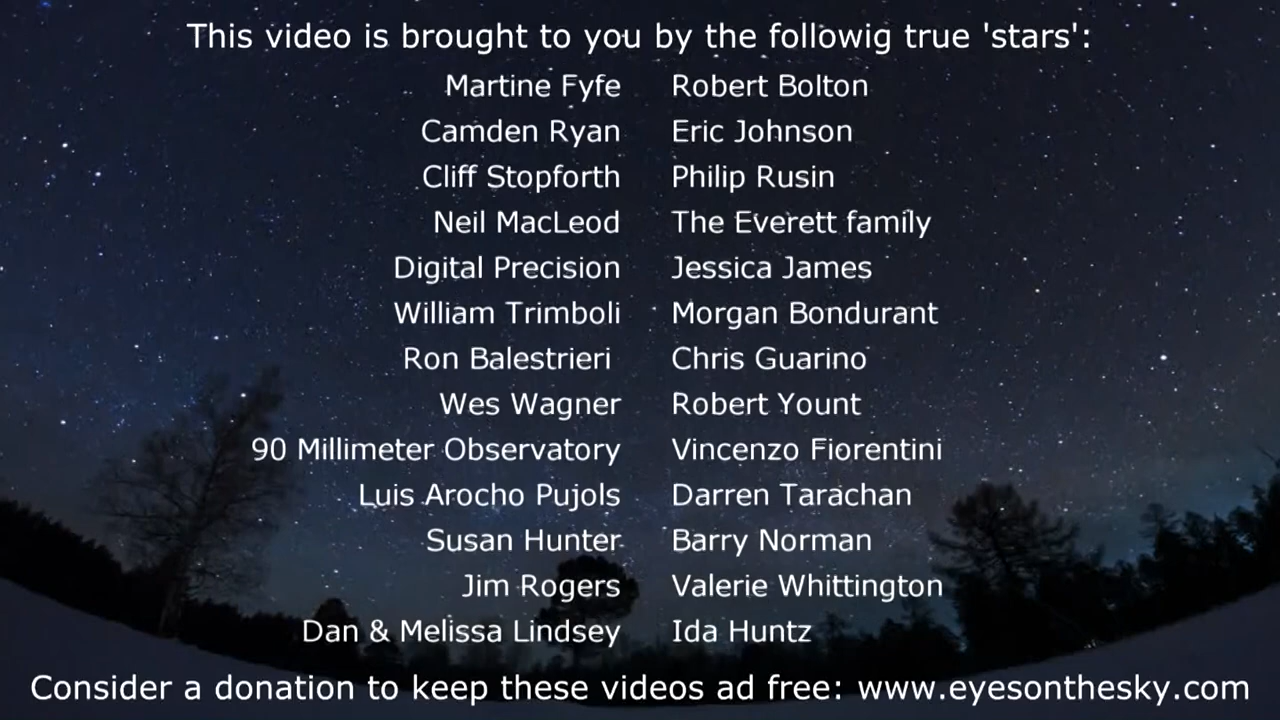 This video is brought to you by the followig true 'stars':
Martine Fyfe Robert Bolton
Camden Ryan Eric Johnson
Cliff Stopforth Philip Rusin
Neil MacLeod The Everett family
Digital Precision Jessica James
William Trimboli Morgan Bondurant
Ron Balestrieri Chris Guarino
Wes Wagner Robert Yount
90 Millimeter Observatory Vincenzo Fiorentini
Luis Arocho Pujols Darren Tarachan
Susan Hunter Barry Norman
Jim Rogers Valerie Whittington
Dan & Melissa Lindsey Ida Huntz
Consider a donation to keep these videos ad free: www.eyesonthesky.com